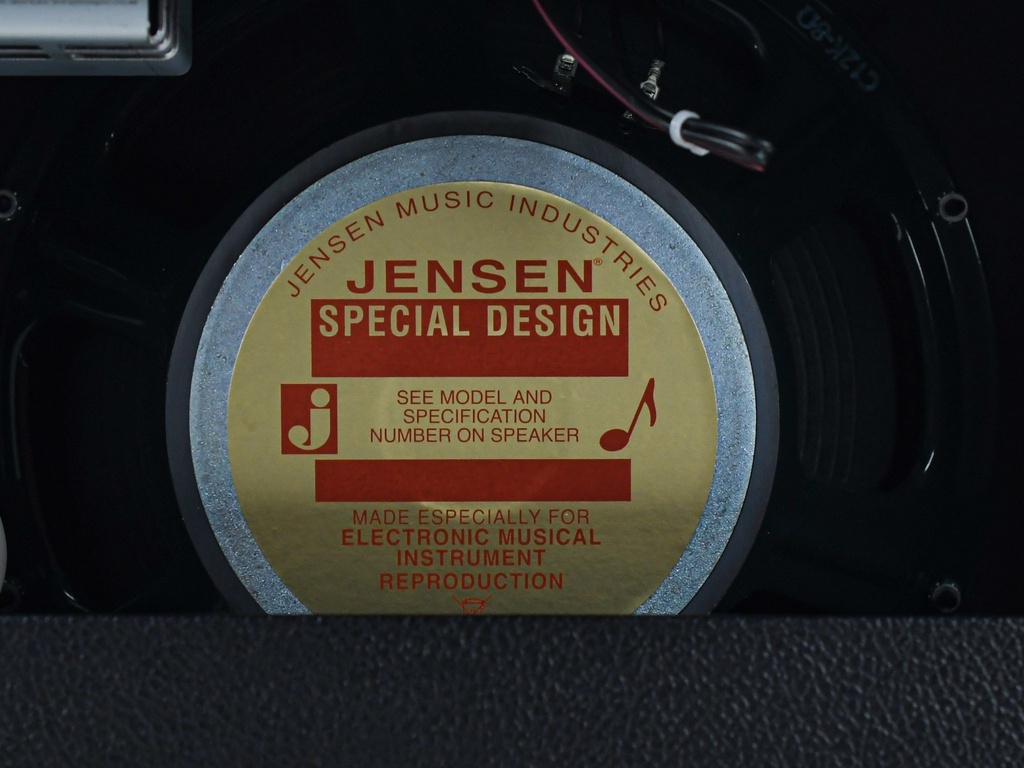 C12K-8Ω
JENSEN MUSIC INDUSTRIES
JENSEN®
SPECIAL DESIGN
j
SEE MODEL AND
SPECIFICATION
NUMBER ON SPEAKER
MADE ESPECIALLY FOR
ELECTRONIC MUSICAL
INSTRUMENT
REPRODUCTION